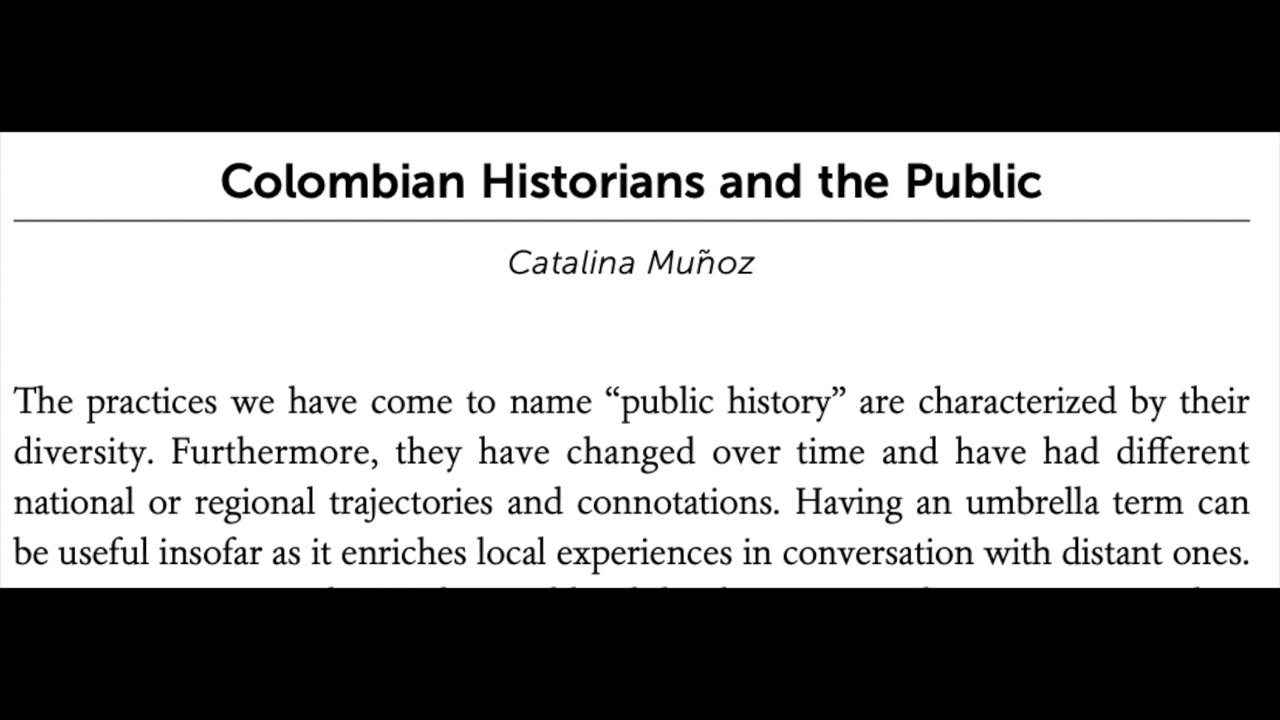 Colombian Historians and the Public
Catalina Muñoz
The practices we have come to name “public history” are characterized by their
diversity. Furthermore, they have changed over time and have had different
national or regional trajectories and connotations. Having an umbrella term can
be useful insofar as it enriches local experiences in conversation with distant ones.